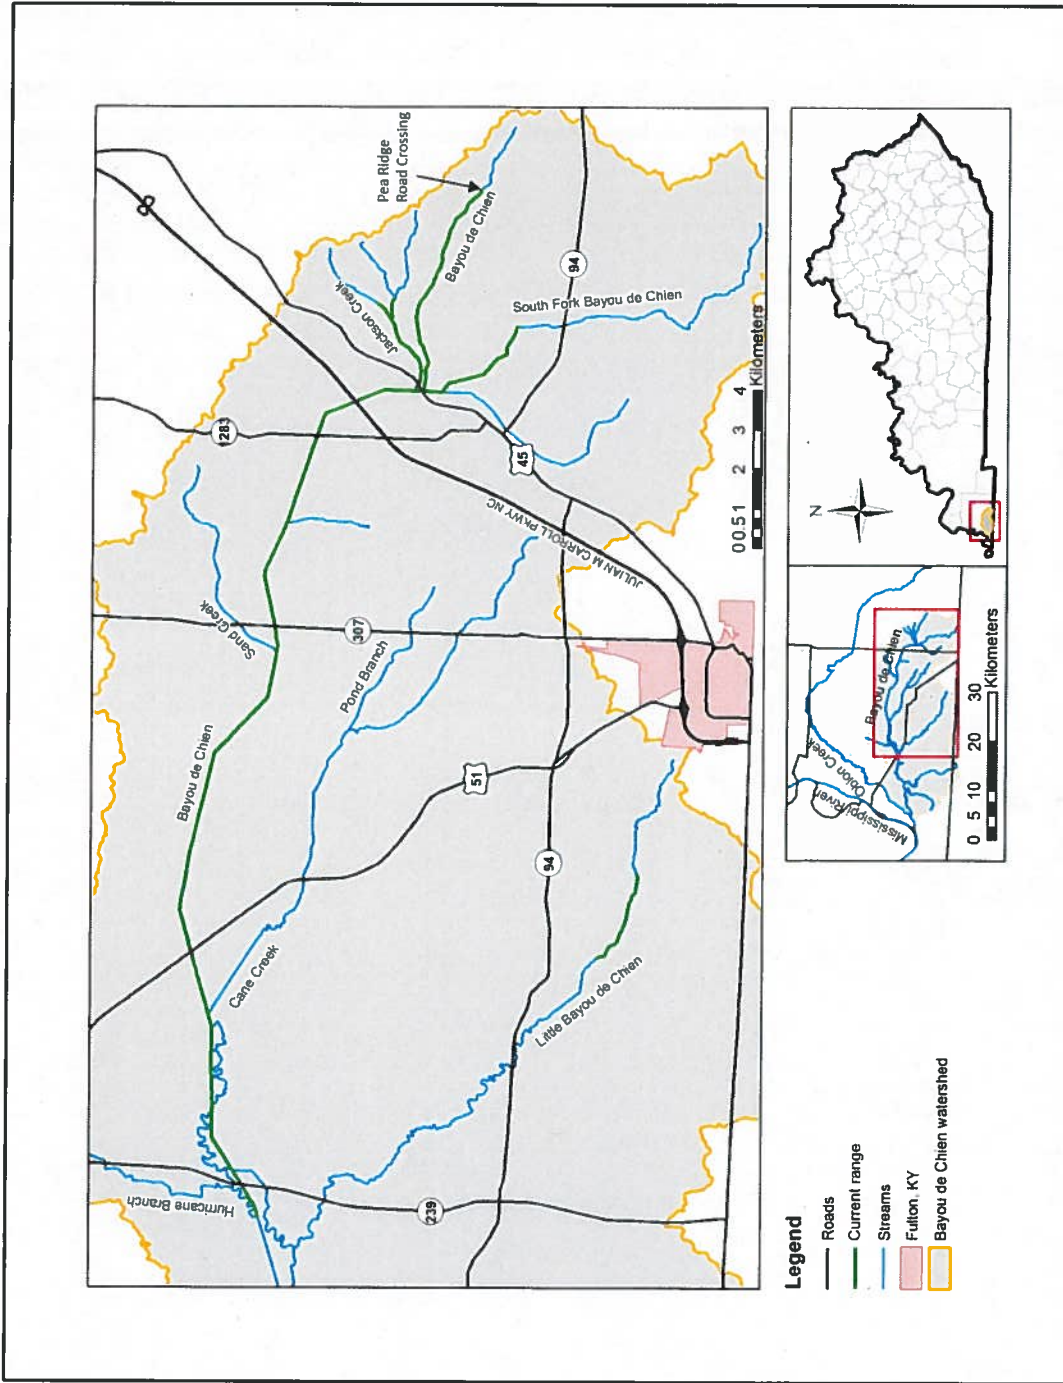 Pea Ridge
Road Crossing
Bayou de Chien
Jackson Creek
South Fork Bayou de Chien
94
1283
45
JULIAN M CARROLL PKWY NC
Sand Creek
307
Pond Branch
Bayou de Chien
51
Cane Creek
94
Little Bayou de Chien
Hurricane Branch
239
0 0.5 1 2 3 4
Kilometers
Legend
Roads
Current range
Streams
Fulton, KY
Bayou de Chien watershed
Mississippi River
Obion Creek
Bayou de Chien
0 5 10 20 30
Kilometers
N